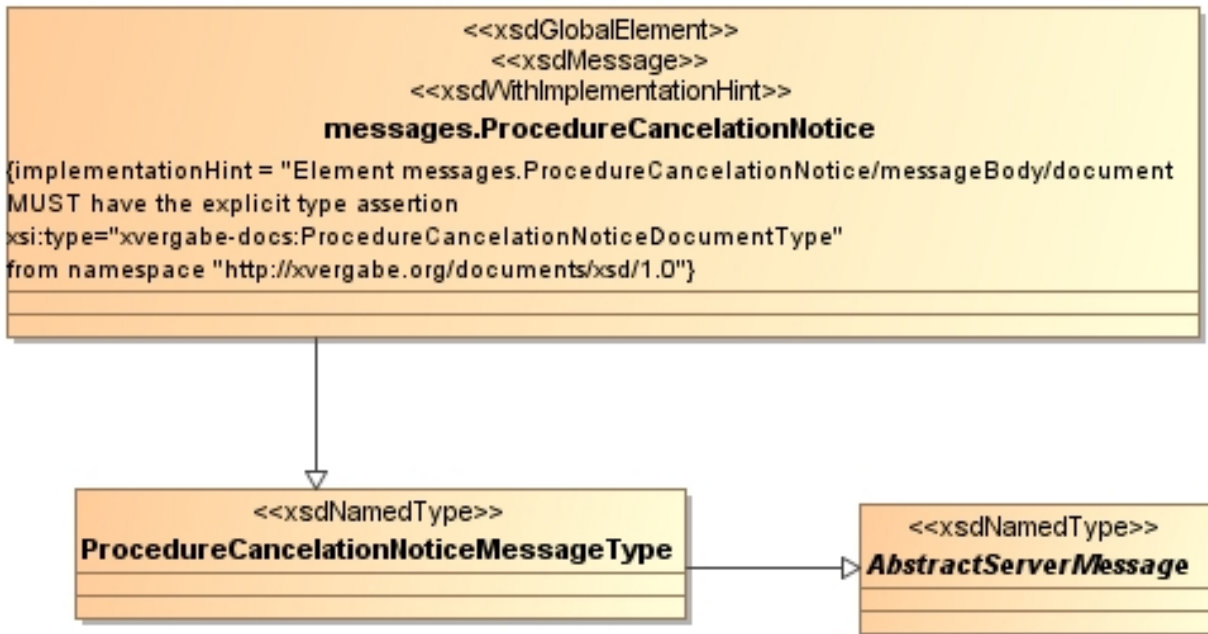 <<xsdGlobalElement>>
<<xsdMessage>>
<<xsdWithImplementationHint>>
messages.ProcedureCancelationNotice
{implementationHint = "Element messages.ProcedureCancelationNotice/messageBody/document
MUST have the explicit type assertion
xsi:type="xvergabe-docs:ProcedureCancelationNoticeDocumentType"
from namespace "http://xvergabe.org/documents/xsd/1.0"}
<<xsdNamedType>>
ProcedureCancelationNoticeMessageType
<<xsdNamedType>>
AbstractServerMessage